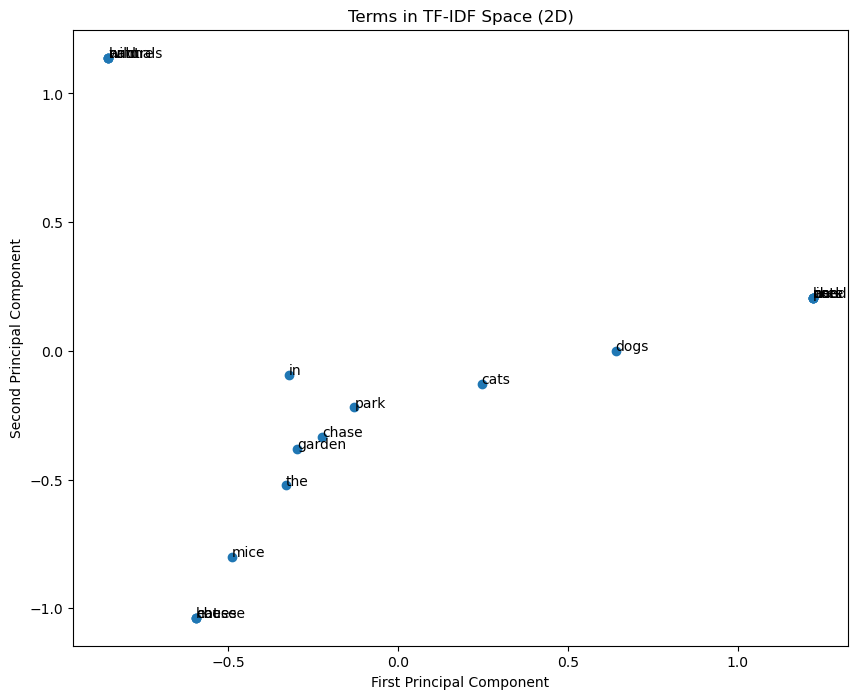 Terms in TF-IDF Space (2D)
1.0
0.5
dogs
0.0
in
cats
park
chase
garden
the
−0.5
mice
−1.0
−0.5
0.0
0.5
1.0
Second Principal Component
First Principal Component